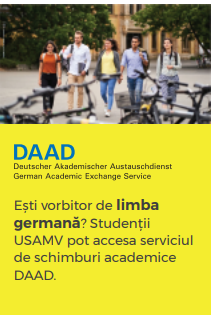 DAAD
Deutscher Akademischer Austauschdienst
German Academic Exchange Service
Ești vorbitor de limba
germană? Studenții
USAMV pot accesa serviciul
de schimburi academice
DAAD.